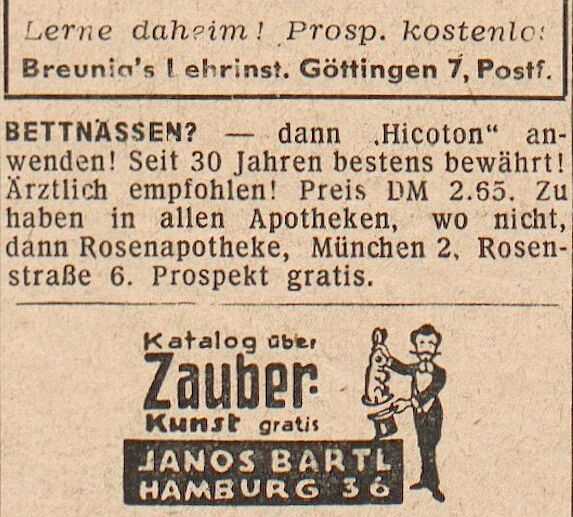 Lerne daheim! Prosp. kostenlos
Breunig's Lehrinst. Göttingen 7, Postf.
BETTNÄSSEN? — dann „Hicoton“ an-
wenden! Seit 30 Jahren bestens bewährt!
Ärztlich empfohlen! Preis DM 2.65. Zu
haben in allen Apotheken, wo nicht,
dann Rosenapotheke, München 2, Rosen-
straße 6. Prospekt gratis.
Katalog über
Zauber-
Kunst gratis
JANOS BARTL
HAMBURG 36